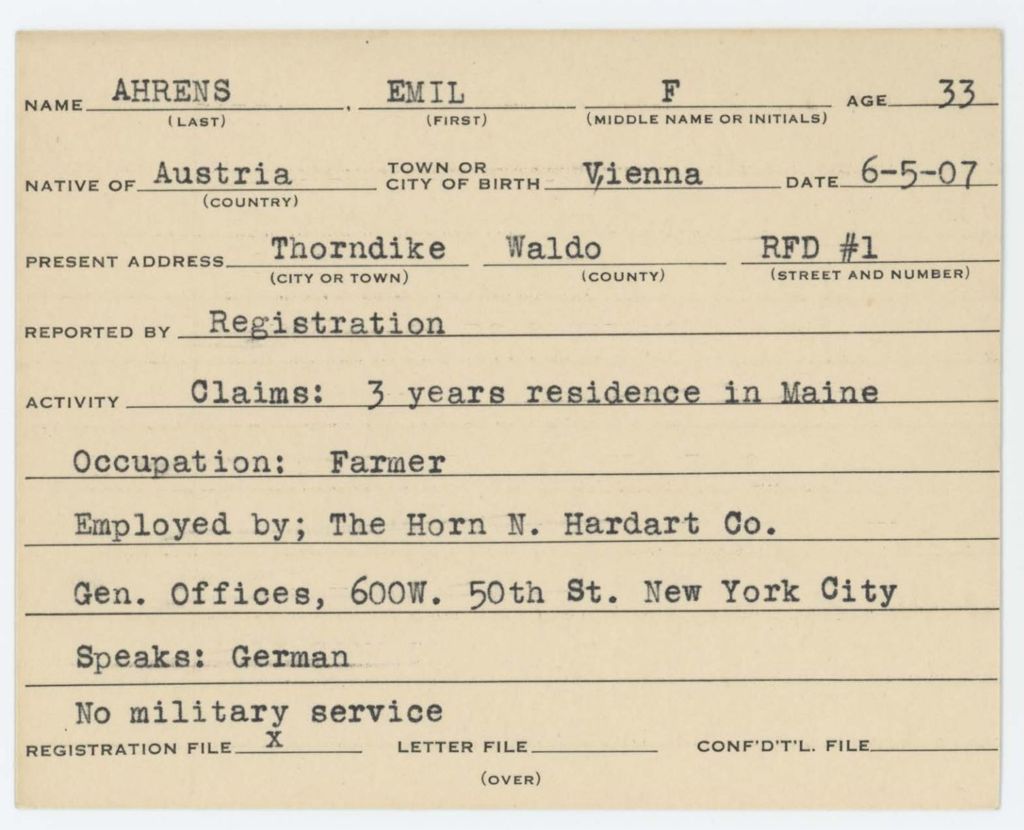 NAME AHRENS, EMIL F AGE 33
(LAST) (FIRST) (MIDDLE NAME OR INITIALS)
NATIVE OF Austria TOWN OR CITY OF BIRTH Vienna DATE 6-5-07
(COUNTRY)
PRESENT ADDRESS Thorndike Waldo RFD #1
(CITY OR TOWN) (COUNTY) (STREET AND NUMBER)
REPORTED BY Registration
ACTIVITY Claims: 3 years residence in Maine
Occupation: Farmer
Employed by; The Horn N. Hardart Co.
Gen. Offices, 600W. 50th St. New York City
Speaks: German
No military service
REGISTRATION FILE X LETTER FILE CONF'D'T'L. FILE
(OVER)